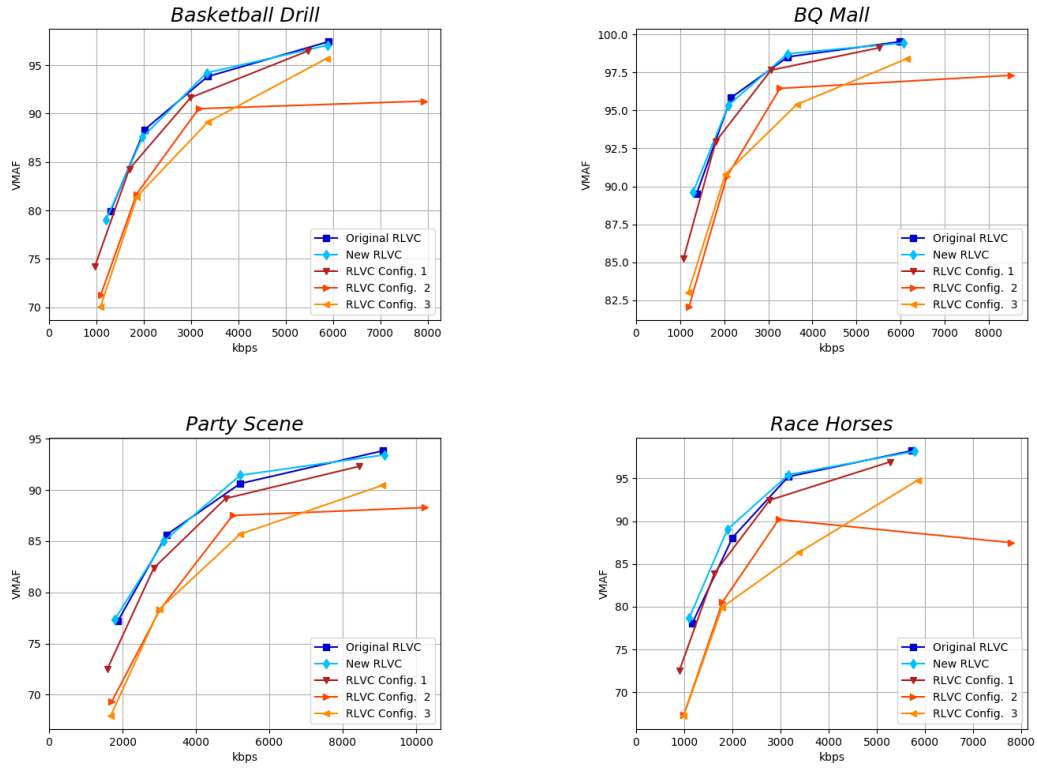 Basketball Drill
95
90
85
80
75
70
VMAF
Original RLVC
New RLVC
RLVC Config. 1
RLVC Config.  2
RLVC Config.  3
0 1000 2000 3000 4000 5000 6000 7000 8000
kbps
BQ Mall
100.0
97.5
95.0
92.5
90.0
87.5
85.0
82.5
VMAF
Original RLVC
New RLVC
RLVC Config. 1
RLVC Config.  2
RLVC Config.  3
0 1000 2000 3000 4000 5000 6000 7000 8000
kbps
Party Scene
95
90
85
80
75
70
VMAF
Original RLVC
New RLVC
RLVC Config. 1
RLVC Config.  2
RLVC Config.  3
0 2000 4000 6000 8000 10000
kbps
Race Horses
95
90
85
80
75
70
VMAF
Original RLVC
New RLVC
RLVC Config. 1
RLVC Config.  2
RLVC Config.  3
0 1000 2000 3000 4000 5000 6000 7000 8000
kbps